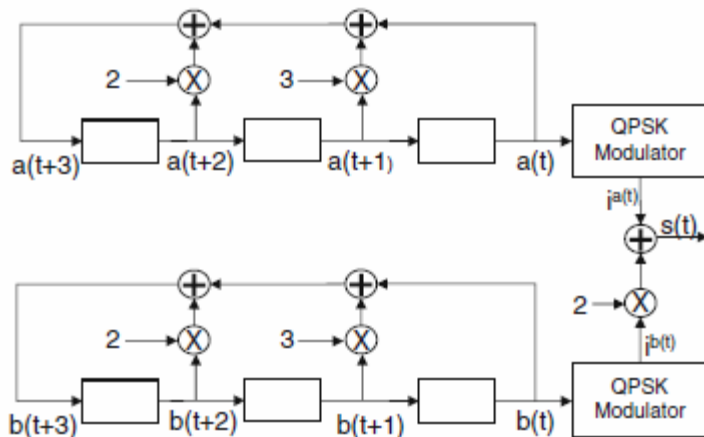 2
3
a(t+3)
a(t+2)
a(t+1)
a(t)
QPSK
Modulator
i^a(t)
s(t)
2
i^b(t)
2
3
b(t+3)
b(t+2)
b(t+1)
b(t)
QPSK
Modulator